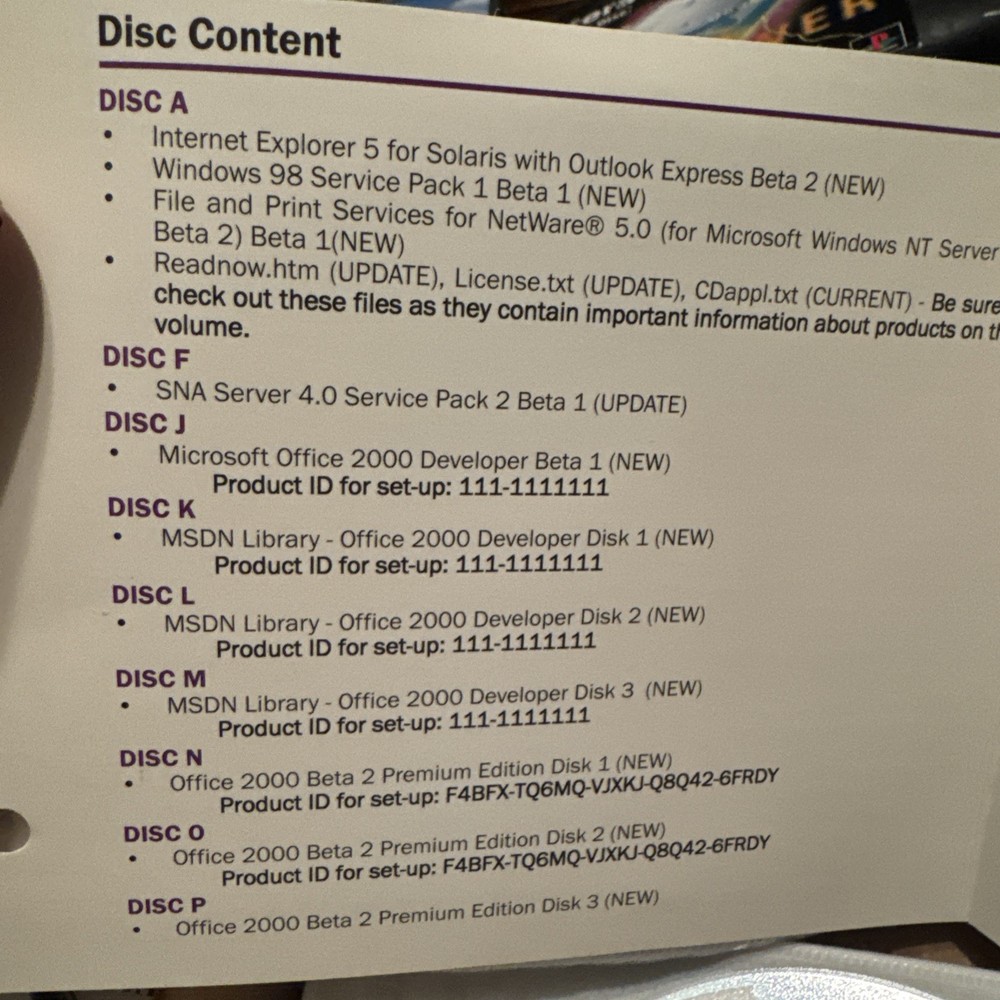 ER
Disc Content
DISC A
• Internet Explorer 5 for Solaris with Outlook Express Beta 2 (NEW)
• Windows 98 Service Pack 1 Beta 1 (NEW)
• File and Print Services for NetWare® 5.0 (for Microsoft Windows NT Server
Beta 2) Beta 1(NEW)
• Readnow.htm (UPDATE), License.txt (UPDATE), CDappl.txt (CURRENT) - Be sure
check out these files as they contain important information about products on
volume.
DISC F
• SNA Server 4.0 Service Pack 2 Beta 1 (UPDATE)
DISC J
• Microsoft Office 2000 Developer Beta 1 (NEW)
Product ID for set-up: 111-1111111
DISC K
• MSDN Library - Office 2000 Developer Disk 1 (NEW)
Product ID for set-up: 111-1111111
DISC L
• MSDN Library - Office 2000 Developer Disk 2 (NEW)
Product ID for set-up: 111-1111111
DISC M
• MSDN Library - Office 2000 Developer Disk 3 (NEW)
Product ID for set-up: 111-1111111
DISC N
• Office 2000 Beta 2 Premium Edition Disk 1 (NEW)
Product ID for set-up: F4BFX-TQ6MQ-VJXKJ-Q8Q42-6FRDY
DISC O
• Office 2000 Beta 2 Premium Edition Disk 2 (NEW)
Product ID for set-up: F4BFX-TQ6MQ-VJXKJ-Q8Q42-6FRDY
DISC P
• Office 2000 Beta 2 Premium Edition Disk 3 (NEW)